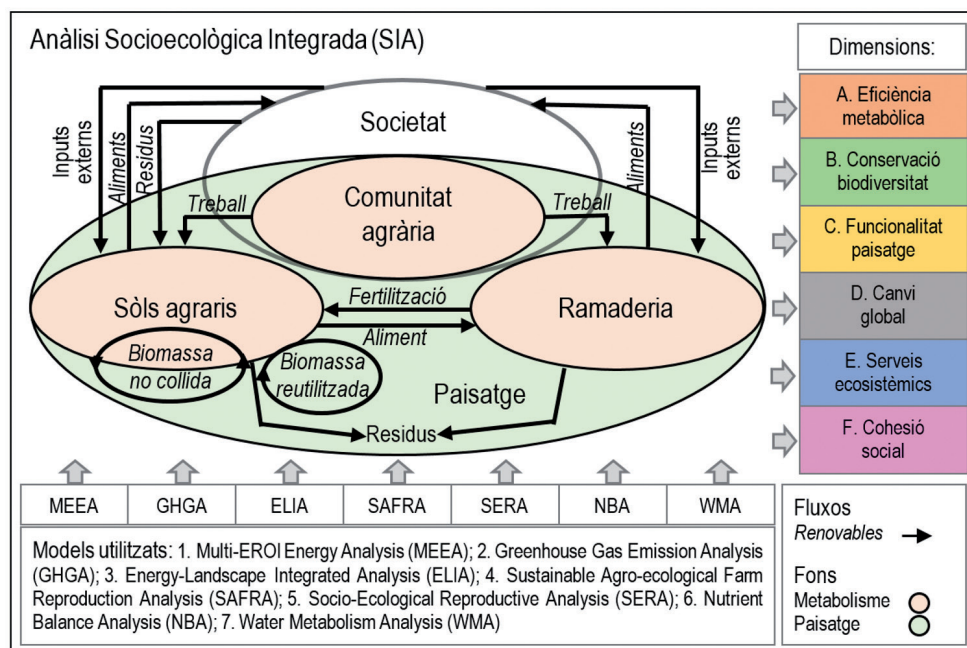 Anàlisi Socioecològica Integrada (SIA)
Societat
Inputs
externs
Aliments
Residus
Aliments
Inputs
externs
Treball
Comunitat
agrària
Treball
Sòls agraris
Fertilització
Aliment
Ramaderia
Biomassa
no collida
Biomassa
reutilitzada
Paisatge
Residus
Dimensions:
A. Eficiència
metabòlica
B. Conservació
biodiversitat
C. Funcionalitat
paisatge
D. Canvi
global
E. Serveis
ecosistèmics
F. Cohesió
social
MEEA GHGA ELIA SAFRA SERA NBA WMA
Models utilitzats: 1. Multi-EROI Energy Analysis (MEEA); 2. Greenhouse Gas Emission Analysis
(GHGA); 3. Energy-Landscape Integrated Analysis (ELIA); 4. Sustainable Agro-ecological Farm
Reproduction Analysis (SAFRA); 5. Socio-Ecological Reproductive Analysis (SERA); 6. Nutrient
Balance Analysis (NBA); 7. Water Metabolism Analysis (WMA)
Fluxos
Renovables
Fons
Metabolisme
Paisatge